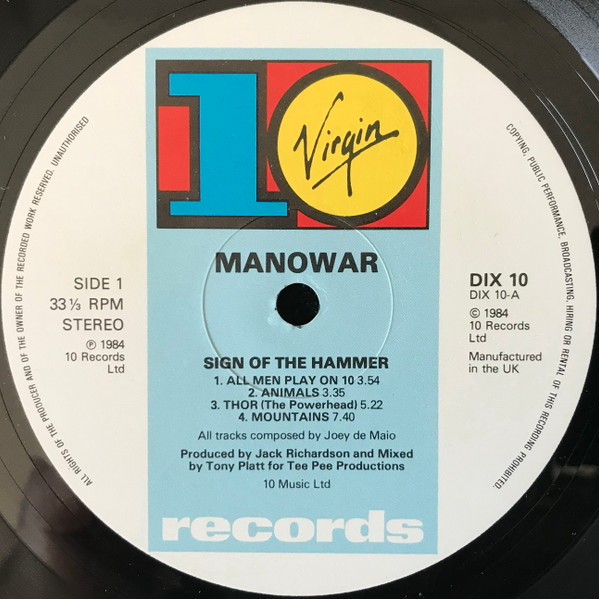 10
Virgin
MANOWAR
SIDE 1
33⅓ RPM
STEREO
℗ 1984
10 Records
Ltd
DIX 10
DIX 10-A
© 1984
10 Records
Ltd
Manufactured
in the UK
SIGN OF THE HAMMER
1. ALL MEN PLAY ON 10 3.54
2. ANIMALS 3.35
3. THOR (The Powerhead) 5.22
4. MOUNTAINS 7.40
All tracks composed by Joey de Maio
Produced by Jack Richardson and Mixed
by Tony Platt for Tee Pee Productions
10 Music Ltd
records
ALL RIGHTS OF THE PRODUCER AND OF THE OWNER OF THE RECORDED WORK RESERVED. UNAUTHORISED
COPYING, PUBLIC PERFORMANCE, BROADCASTING, HIRING OR RENTAL OF THIS RECORDING PROHIBITED.